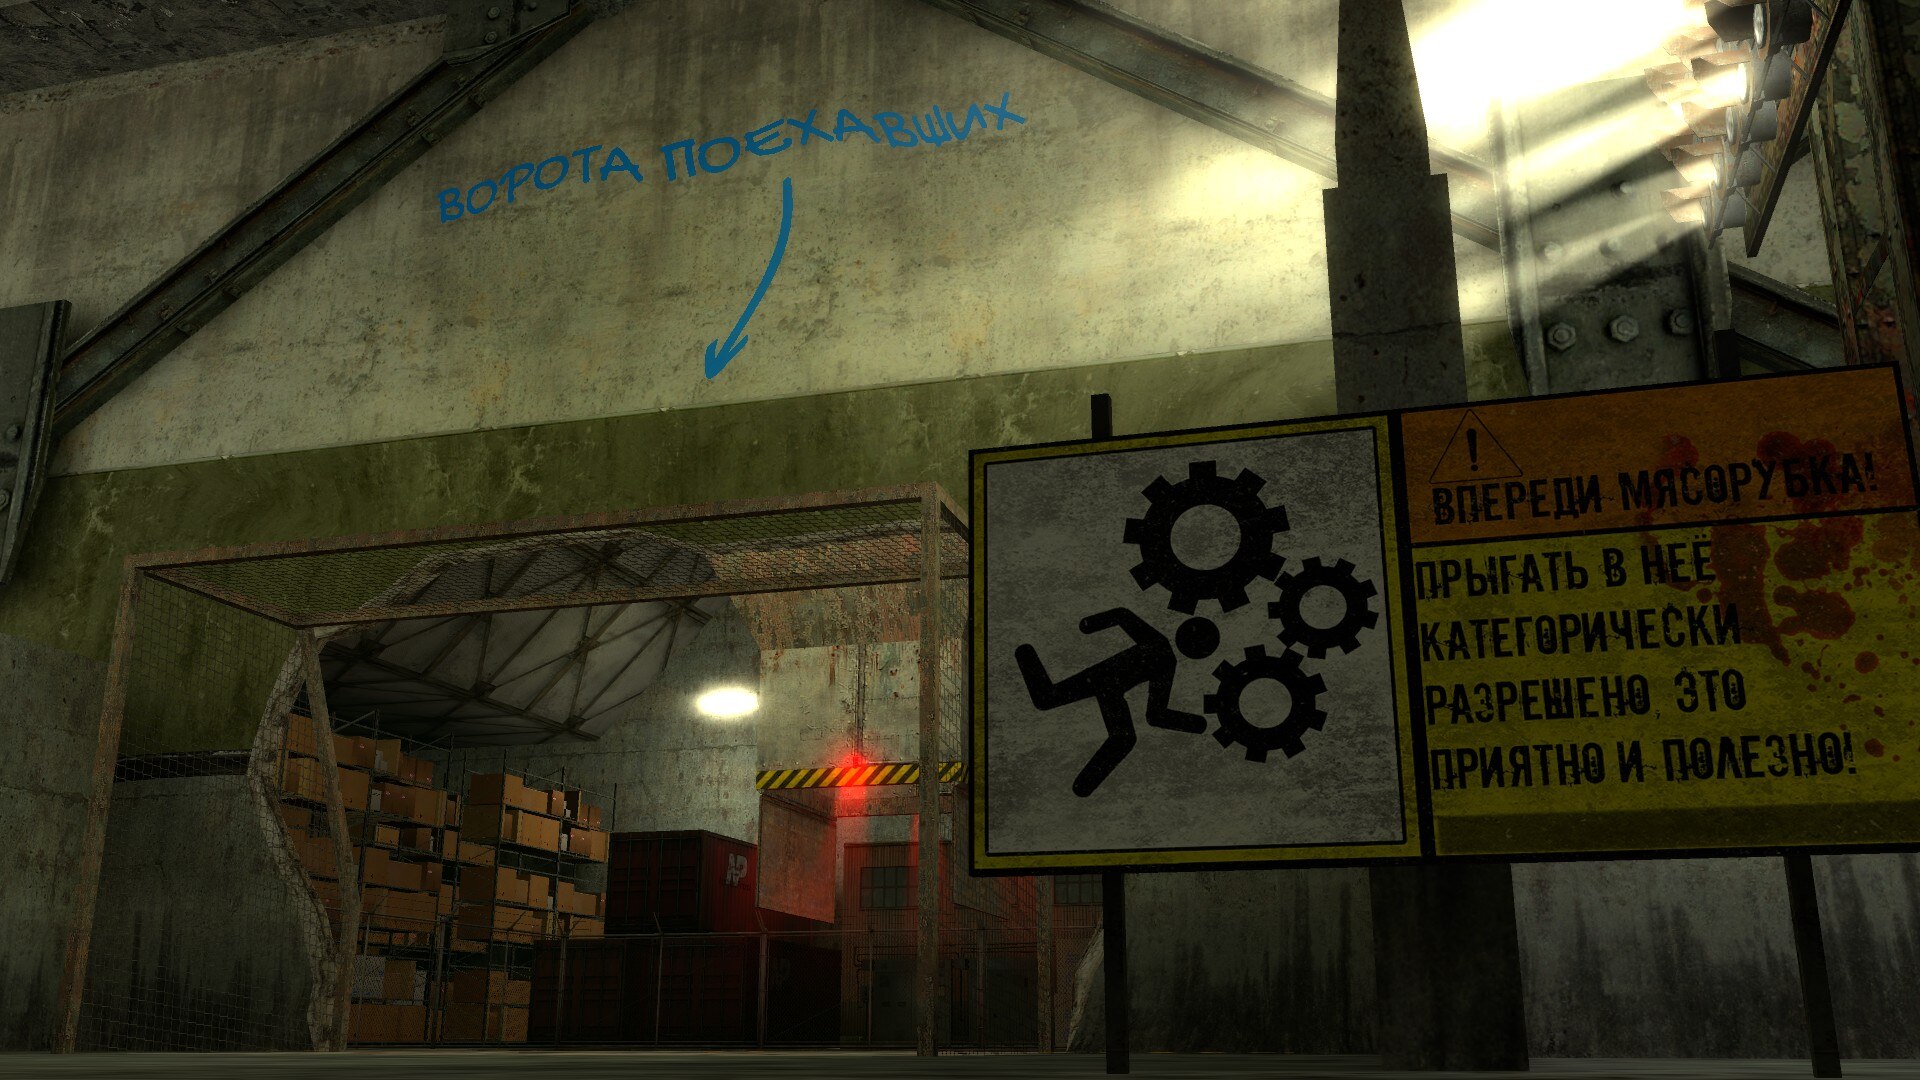 ВОРОТА ПОЕХАВШИХ
ВПЕРЕДИ МЯСОРУБКА!
ПРЫГАТЬ В НЕЁ
КАТЕГОРИЧЕСКИ
РАЗРЕШЕНО, ЭТО
ПРИЯТНО И ПОЛЕЗНО!